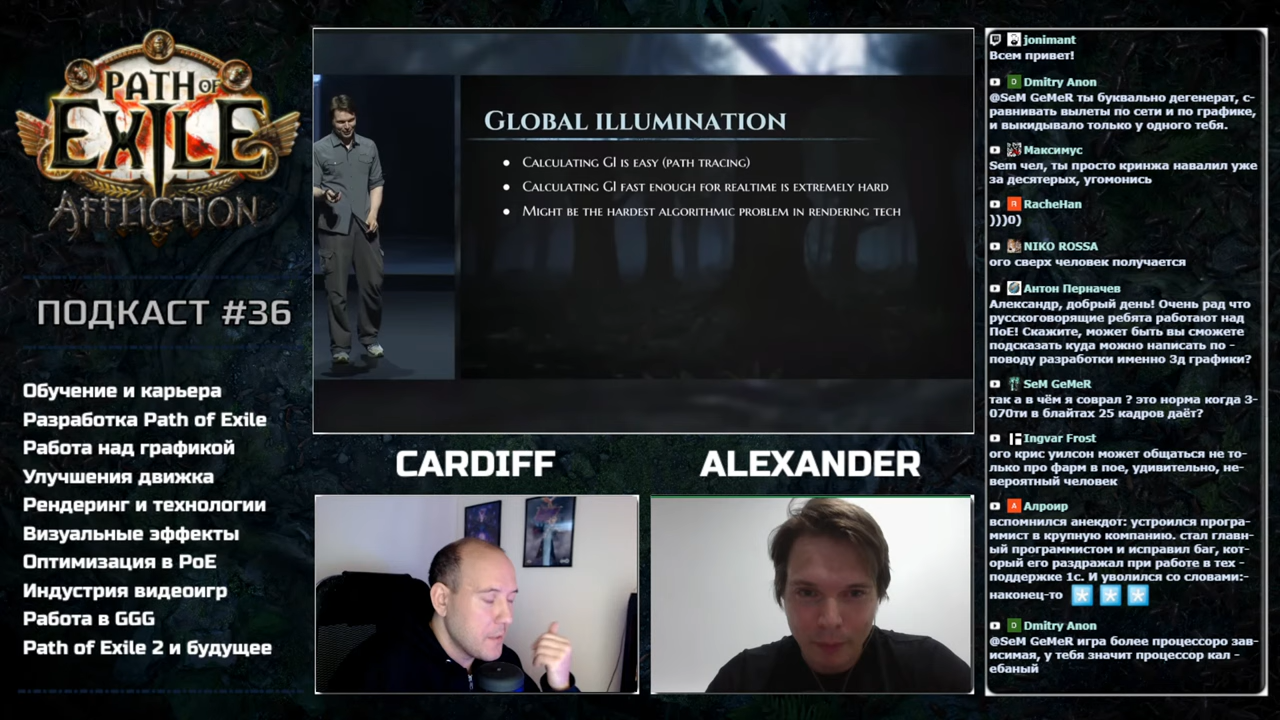 PATH OF
EXILE
AFFLICTION
ПОДКАСТ #36
Обучение и карьера
Разработка Path of Exile
Работа над графикой
Улучшения движка
Рендеринг и технологии
Визуальные эффекты
Оптимизация в PoE
Индустрия видеоигр
Работа в GGG
Path of Exile 2 и будущее
GLOBAL ILLUMINATION
CALCULATING GI IS EASY (PATH TRACING)
CALCULATING GI FAST ENOUGH FOR REALTIME IS EXTREMELY HARD
MIGHT BE THE HARDEST ALGORITHMIC PROBLEM IN RENDERING TECH
CARDIFF
ALEXANDER
jonimant
Всем привет!
D Dmitry Anon
@SeM GeMeR ты буквально дегенерат, с-
равнивать вылеты по сети и по графике,
и выкидывало только у одного тебя.
Максимус
Sem чел, ты просто кринжа навалил уже
за десятерых, угомонись
R RacheHan
)))0)
NIKO ROSSA
ого сверх человек получается
Антон Перначев
Александр, добрый день! Очень рад что
русскоговорящие ребята работают над
ПоЕ! Скажите, может быть вы сможете
подсказать куда можно написать по -
поводу разработки именно 3д графики?
SeM GeMeR
так а в чём я соврал ? это норма когда 3-
070ти в блайтах 25 кадров даёт?
Ingvar Frost
ого крис уилсон может общаться не то-
лько про фарм в пое, удивительно, не-
вероятный человек
А Алроир
вспомнился анекдот: устроился програ-
ммист в крупную компанию. стал главн-
ый программистом и исправил баг, кот-
орый его раздражал при работе в тех -
поддержке 1с. И уволился со словами:-
наконец-то
D Dmitry Anon
@SeM GeMeR игра более процессоро зав-
исимая, у тебя значит процессор кал -
ебаный